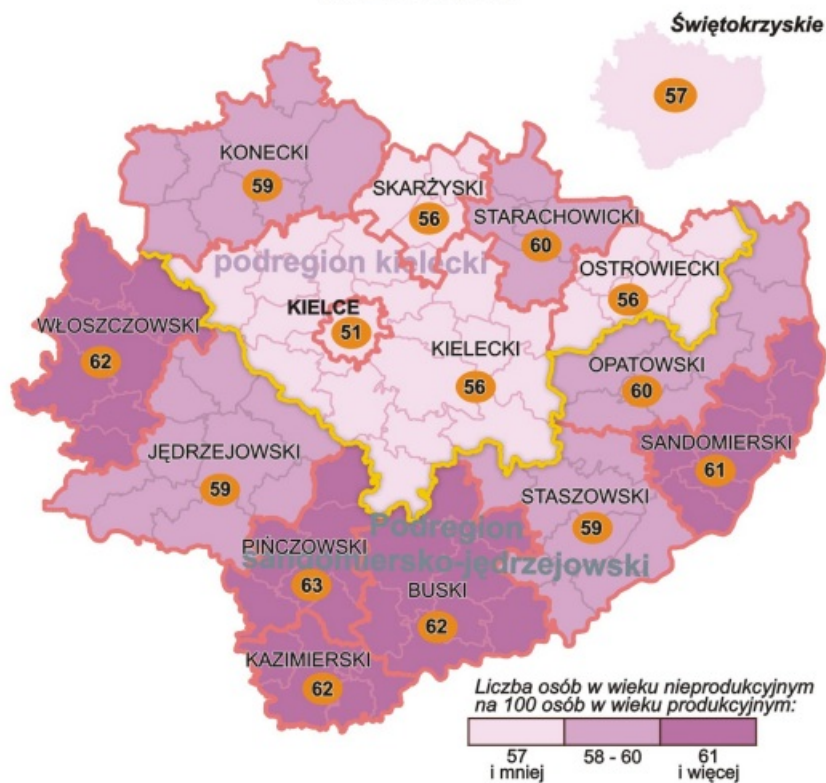 Świętokrzyskie
57
KONECKI
59
SKARŻYSKI
56
STARACHOWICKI
60
podregion kielecki
OSTROWIECKI
56
KIELCE
51
WŁOSZCZOWSKI
62
KIELECKI
56
OPATOWSKI
60
JĘDRZEJOWSKI
59
SANDOMIERSKI
61
STASZOWSKI
59
Podregion
sandomiersko-jędrzejowski
PIŃCZOWSKI
63
BUSKI
62
KAZIMIERSKI
62
Liczba osób w wieku nieprodukcyjnym
na 100 osób w wieku produkcyjnym:
57 58 - 60 61
i mniej i więcej